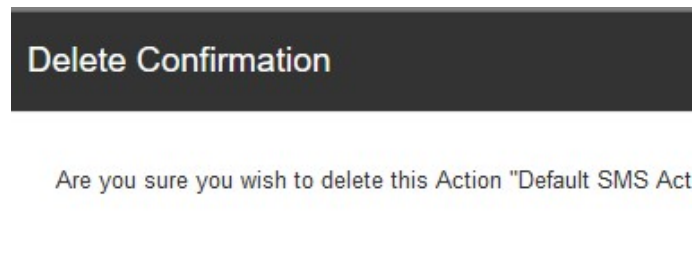 Delete Confirmation
Are you sure you wish to delete this Action "Default SMS Act